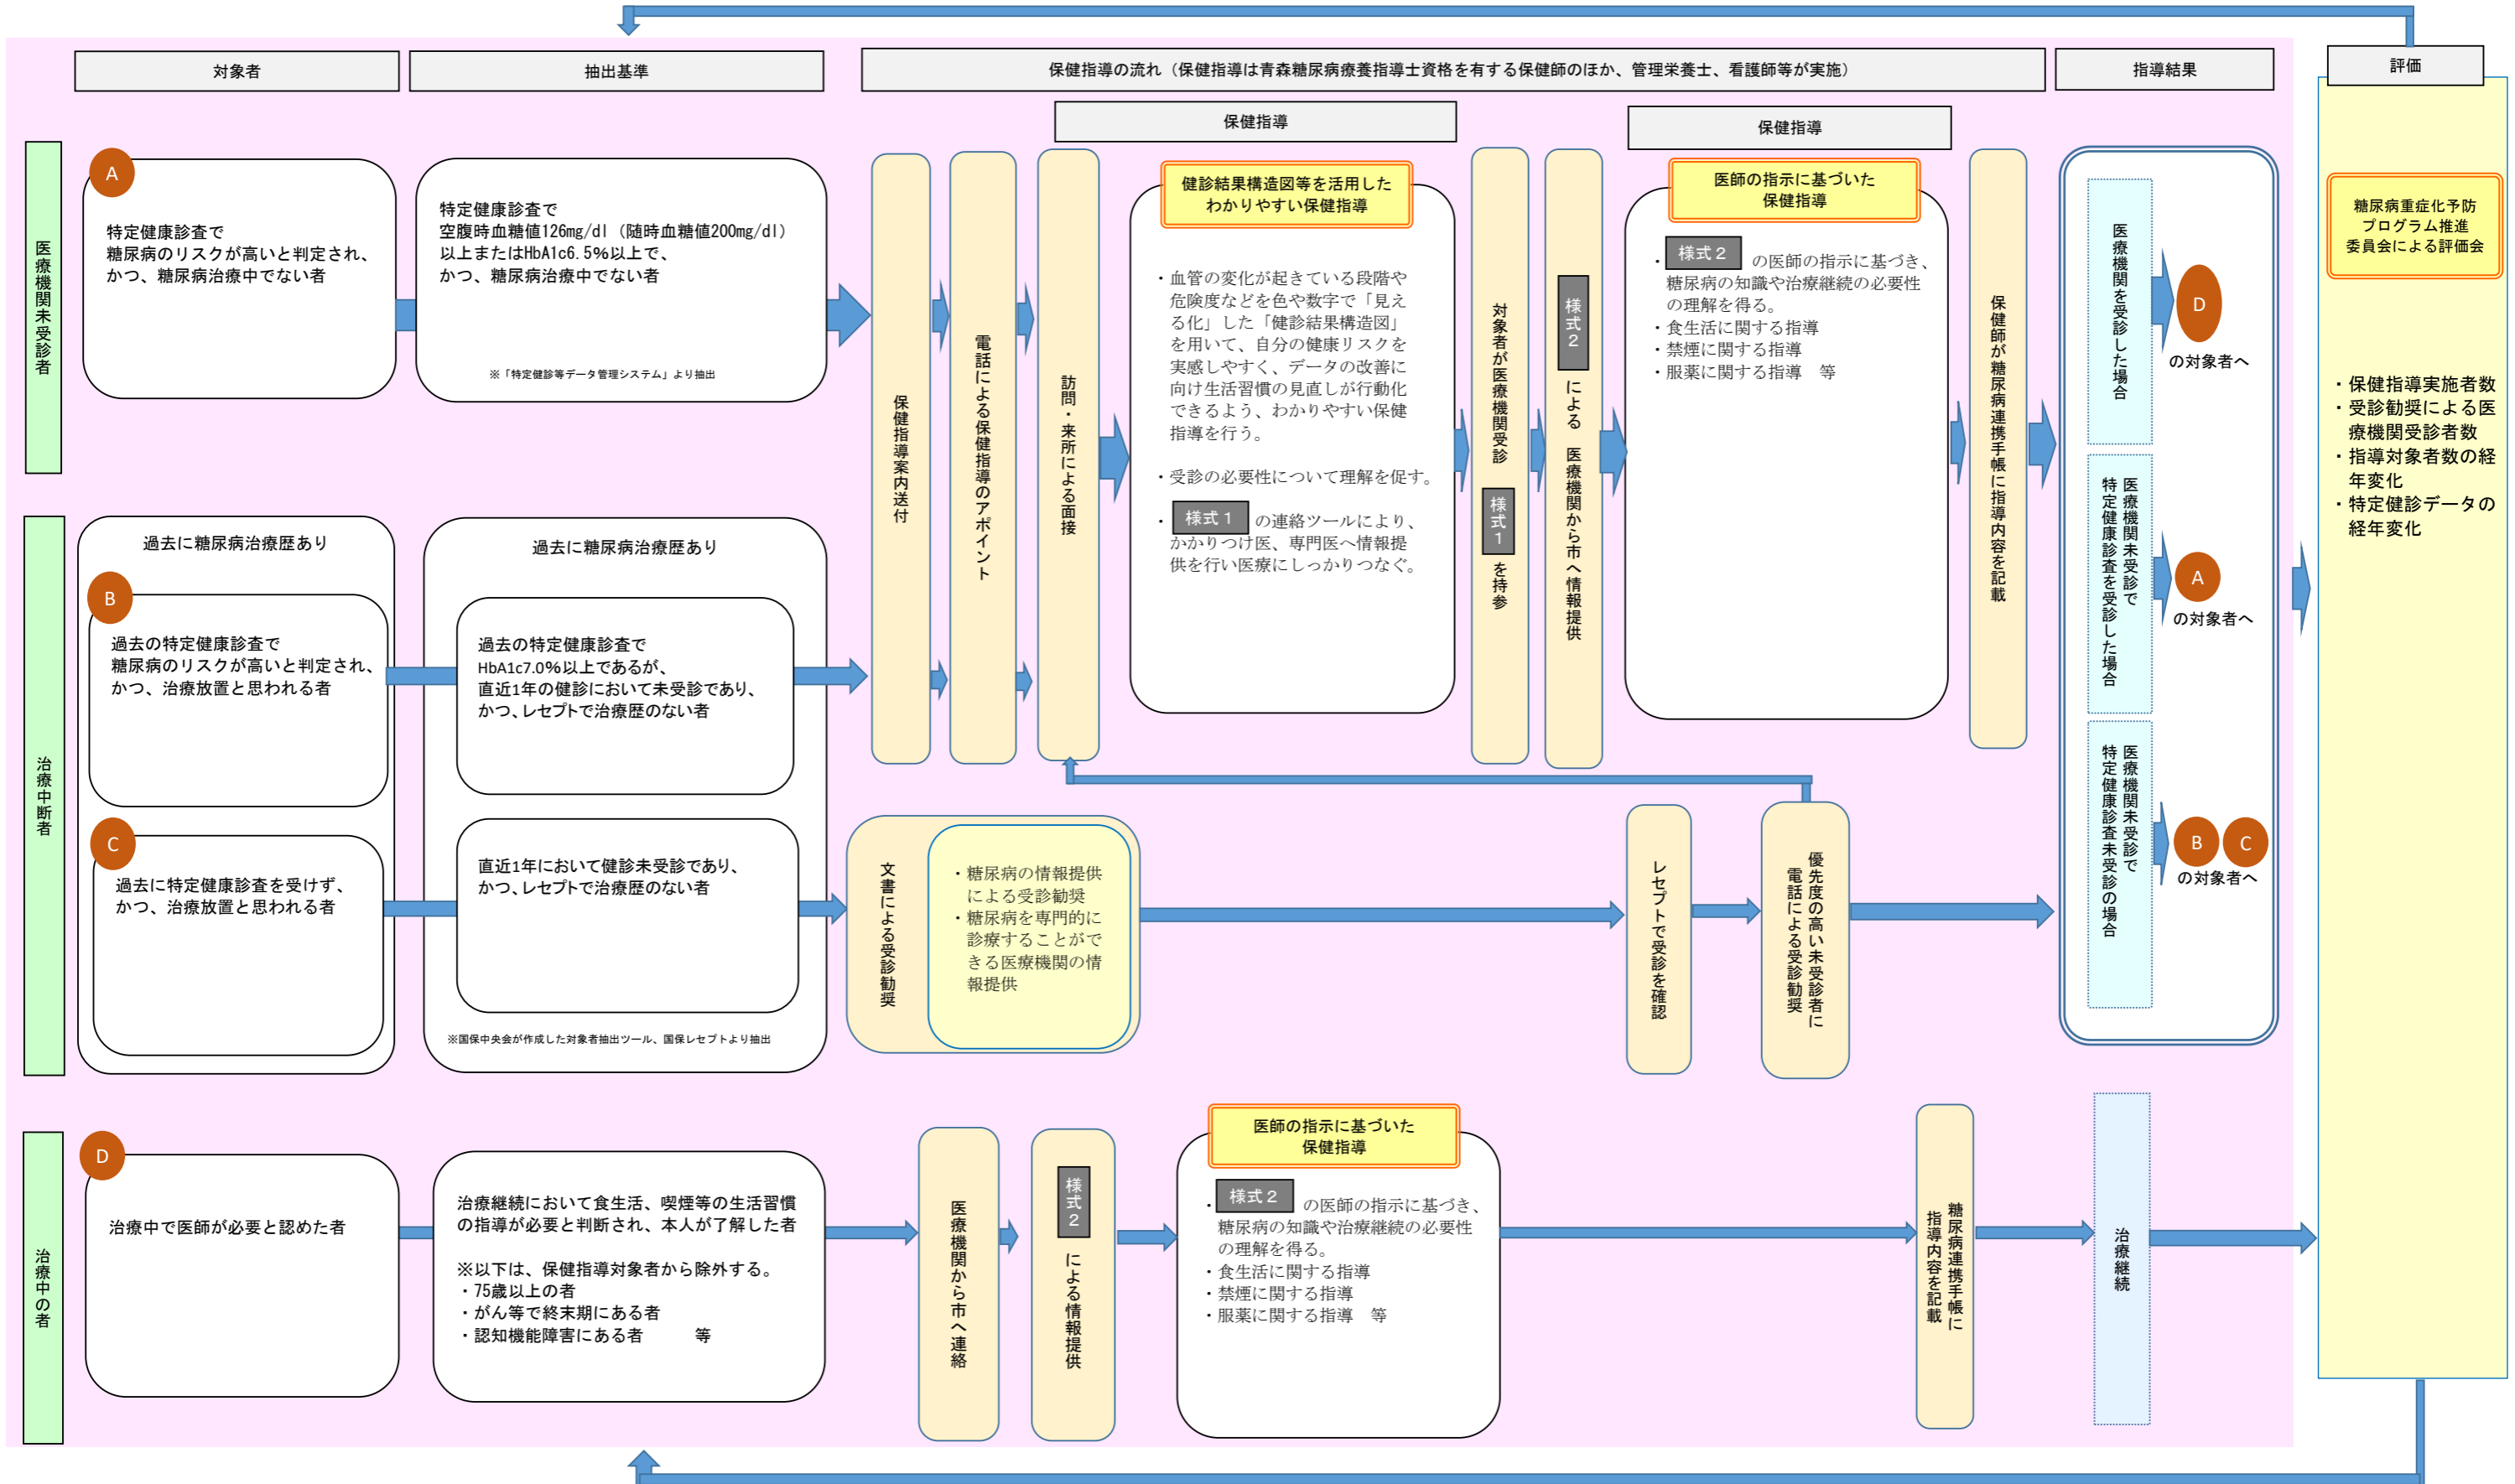 対象者
抽出基準
保健指導の流れ（保健指導は青森糖尿病療養指導士資格を有する保健師のほか、管理栄養士、看護師等が実施）
指導結果
評価
保健指導
保健指導
医療機関未受診者
A
特定健康診査で
糖尿病のリスクが高いと判定され、
かつ、糖尿病治療中でない者
特定健康診査で
空腹時血糖値126mg/dl（随時血糖値200mg/dl）
以上またはHbA1c6.5％以上で、
かつ、糖尿病治療中でない者
※「特定健診等データ管理システム」より抽出
保健指導案内送付
電話による保健指導のアポイント
訪問・来所による面接
健診結果構造図等を活用した
わかりやすい保健指導
・血管の変化が起きている段階や
危険度などを色や数字で「見え
る化」した「健診結果構造図」
を用いて、自分の健康リスクを
実感しやすく、データの改善に
向け生活習慣の見直しが行動化
できるよう、わかりやすい保健
指導を行う。
・受診の必要性について理解を促す。
・様式１の連絡ツールにより、
かかりつけ医、専門医へ情報提
供を行い医療にしっかりつなぐ。
対象者が医療機関受診 様式1 を持参
様式2 による 医療機関から市へ情報提供
医師の指示に基づいた
保健指導
・様式２の医師の指示に基づき、
糖尿病の知識や治療継続の必要性
の理解を得る。
・食生活に関する指導
・禁煙に関する指導
・服薬に関する指導　等
保健師が糖尿病連携手帳に指導内容を記載
医療機関を受診した場合
D
の対象者へ
医療機関未受診で
特定健康診査を受診した場合
A
の対象者へ
医療機関未受診で
特定健康診査未受診の場合
B C
の対象者へ
糖尿病重症化予防
プログラム推進
委員会による評価会
・保健指導実施者数
・受診勧奨による医
療機関受診者数
・指導対象者数の経
年変化
・特定健診データの
経年変化
治療中断者
過去に糖尿病治療歴あり
B
過去の特定健康診査で
糖尿病のリスクが高いと判定され、
かつ、治療放置と思われる者
C
過去に特定健康診査を受けず、
かつ、治療放置と思われる者
過去に糖尿病治療歴あり
過去の特定健康診査で
HbA1c7.0％以上であるが、
直近1年の健診において未受診であり、
かつ、レセプトで治療歴のない者
直近1年において健診未受診であり、
かつ、レセプトで治療歴のない者
※国保中央会が作成した対象者抽出ツール、国保レセプトより抽出
文書による受診勧奨
・糖尿病の情報提供
による受診勧奨
・糖尿病を専門的に
診療することがで
きる医療機関の情
報提供
レセプトで受診を確認
優先度の高い未受診者に
電話による受診勧奨
治療中の者
D
治療中で医師が必要と認めた者
治療継続において食生活、喫煙等の生活習慣
の指導が必要と判断され、本人が了解した者
※以下は、保健指導対象者から除外する。
・75歳以上の者
・がん等で終末期にある者
・認知機能障害にある者　　　等
医療機関から市へ連絡
様式2 による情報提供
医師の指示に基づいた
保健指導
・様式２の医師の指示に基づき、
糖尿病の知識や治療継続の必要性
の理解を得る。
・食生活に関する指導
・禁煙に関する指導
・服薬に関する指導　等
糖尿病連携手帳に
指導内容を記載
治療継続